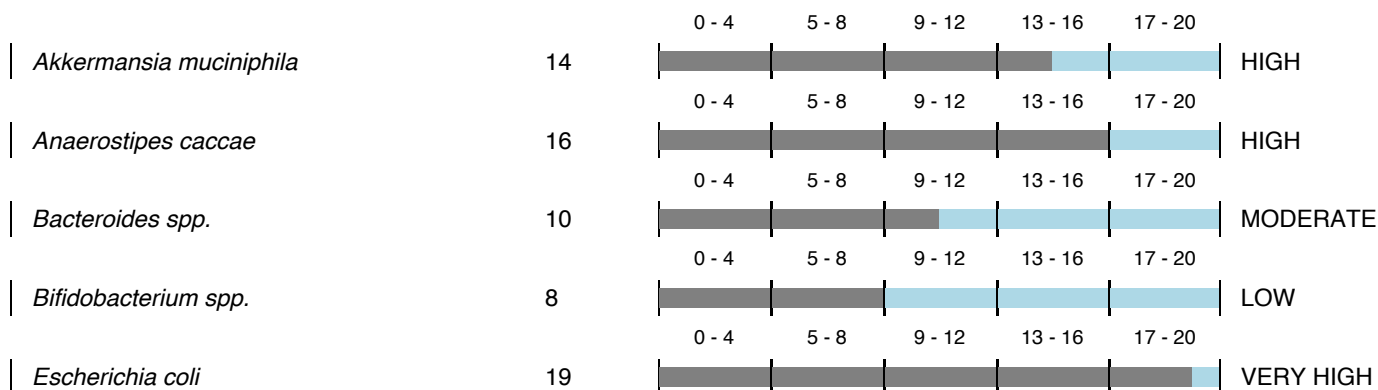 0 - 4 5 - 8 9 - 12 13 - 16 17 - 20
Akkermansia muciniphila 14 HIGH
0 - 4 5 - 8 9 - 12 13 - 16 17 - 20
Anaerostipes caccae 16 HIGH
0 - 4 5 - 8 9 - 12 13 - 16 17 - 20
Bacteroides spp. 10 MODERATE
0 - 4 5 - 8 9 - 12 13 - 16 17 - 20
Bifidobacterium spp. 8 LOW
0 - 4 5 - 8 9 - 12 13 - 16 17 - 20
Escherichia coli 19 VERY HIGH